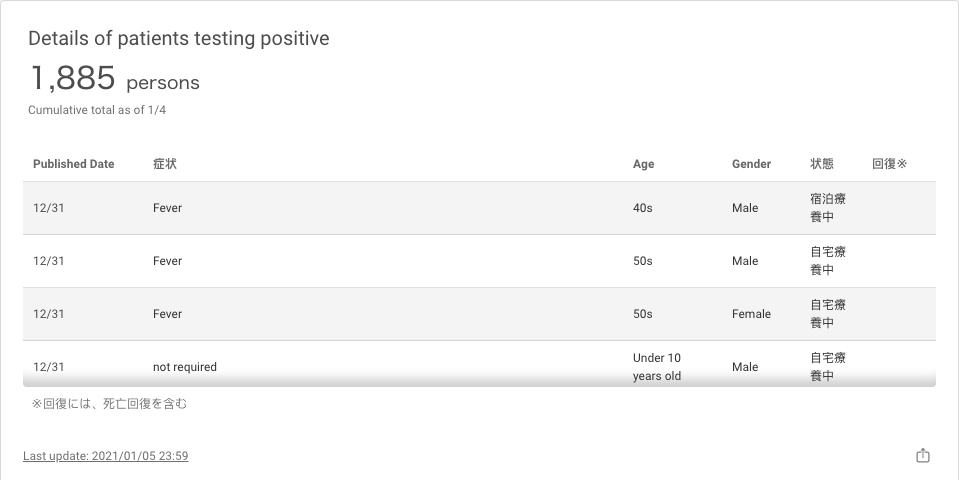 Details of patients testing positive
1,885 persons
Cumulative total as of 1/4
Published Date 症状 Age Gender 状態 回復※
12/31 Fever 40s Male 宿泊療
養中
12/31 Fever 50s Male 自宅療
養中
12/31 Fever 50s Female 自宅療
養中
12/31 not required Under 10 years old Male 自宅療
養中
※回復には、死亡回復を含む
Last update: 2021/01/05 23:59